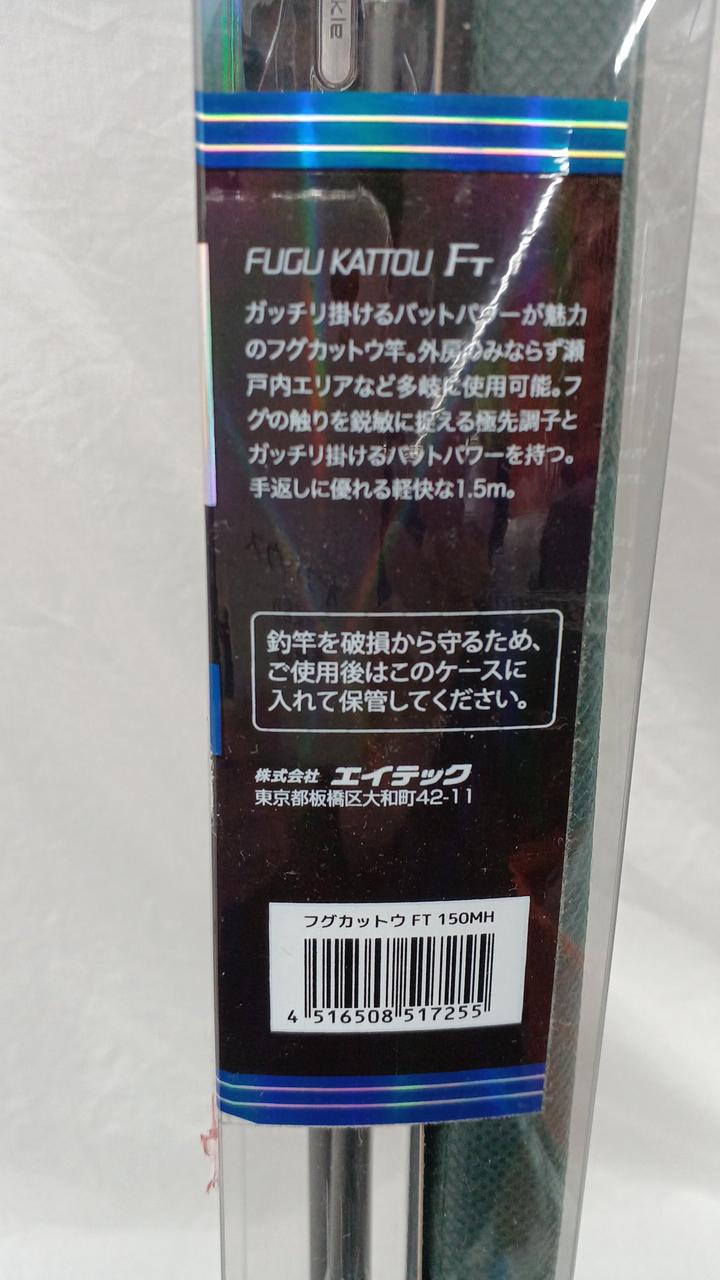 FUGU KATTOU FT
ガッチリ掛けるバットパワーが魅力
のフグカットウ竿。外房のみならず瀬
戸内エリアなど多岐に使用可能。フ
グの触りを鋭敏に捉える極先調子と
ガッチリ掛けるバットパワーを持つ。
手返しに優れる軽快な1.5m。
釣竿を破損から守るため、
ご使用後はこのケースに
入れて保管してください。
株式会社 エイテック
東京都板橋区大和町42-11
フグカットウ FT 150MH
4 516508 517255